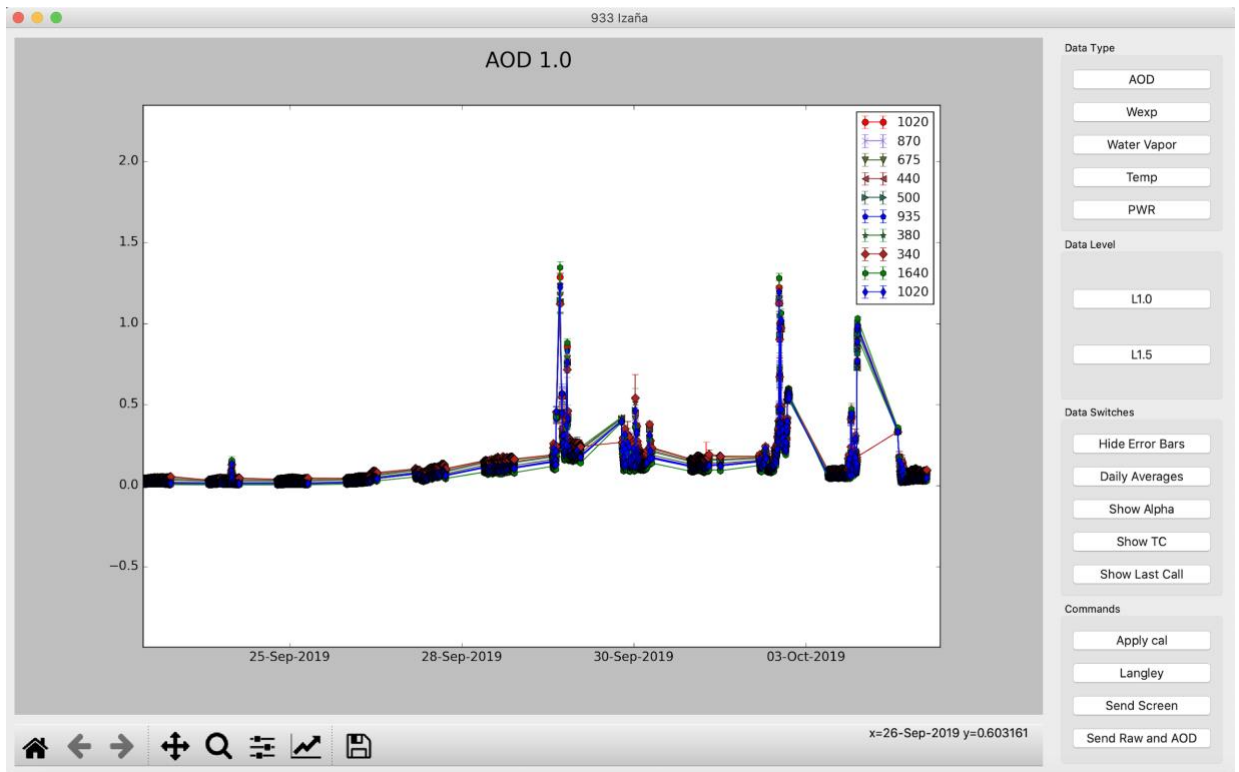 933 Izaña
AOD 1.0
2.0
1.5
1.0
0.5
0.0
−0.5
25-Sep-2019
28-Sep-2019
30-Sep-2019
03-Oct-2019
1020
870
675
440
500
935
380
340
1640
1020
x=26-Sep-2019 y=0.603161
Data Type
AOD
Wexp
Water Vapor
Temp
PWR
Data Level
L1.0
L1.5
Data Switches
Hide Error Bars
Daily Averages
Show Alpha
Show TC
Show Last Call
Commands
Apply cal
Langley
Send Screen
Send Raw and AOD